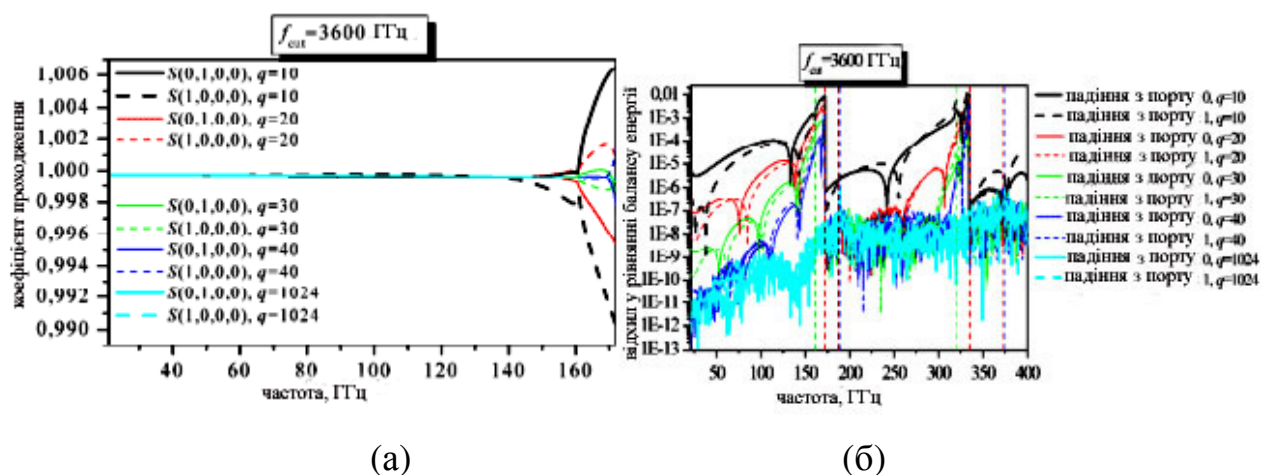 f_cut=3600 ГГц
1,006
1,004
1,002
1,000
0,998
0,996
0,994
0,992
0,990
коефіцієнт проходження
S(0,1,0,0), q=10
S(1,0,0,0), q=10
S(0,1,0,0), q=20
S(1,0,0,0), q=20
S(0,1,0,0), q=30
S(1,0,0,0), q=30
S(0,1,0,0), q=40
S(1,0,0,0), q=40
S(0,1,0,0), q=1024
S(1,0,0,0), q=1024
40 60 80 100 120 140 160
частота, ГГц
(а)
f_cut=3600 ГГц
0,01
1E-3
1E-4
1E-5
1E-6
1E-7
1E-8
1E-9
1E-10
1E-11
1E-12
1E-13
відхил у рівнянні балансу енергії
50 100 150 200 250 300 350 400
частота, ГГц
падіння з порту 0, q=10
падіння з порту 1, q=10
падіння з порту 0, q=20
падіння з порту 1, q=20
падіння з порту 0, q=30
падіння з порту 1, q=30
падіння з порту 0, q=40
падіння з порту 1, q=40
падіння з порту 0, q=1024
падіння з порту 1, q=1024
(б)